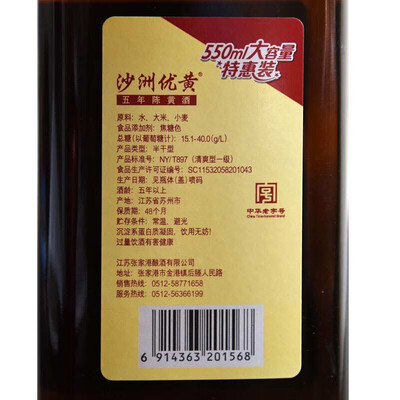 550ml大容量
特惠装
沙洲优黄®
五年陈黄酒
原料：水、大米、小麦
食品添加剂：焦糖色
总糖(以葡萄糖计)：15.1-40.0(g/L)
产品类型：半干型
产品标准号：NY/T897（清爽型一级）
食品生产许可证编号：SC11532058201043
生产日期：见瓶体(盖)喷码
酒龄：五年以上
产地：江苏省苏州市
保质期：48个月
贮存条件：常温，避光
沉淀系蛋白质凝固，饮用无妨!
过量饮酒有害健康
中华老字号
China Time-honored Brand
江苏张家港酿酒有限公司
地址：张家港市金港镇后塍人民路
销售热线：0512-58771658
服务热线：0512-56366199
6 914363 201568